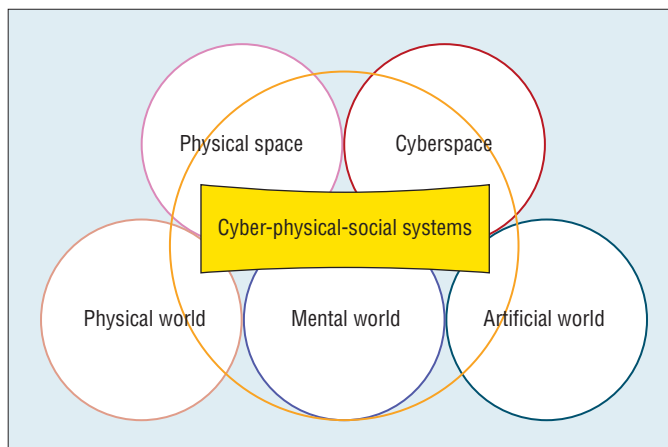 Physical space
Cyberspace
Cyber-physical-social systems
Physical world
Mental world
Artificial world